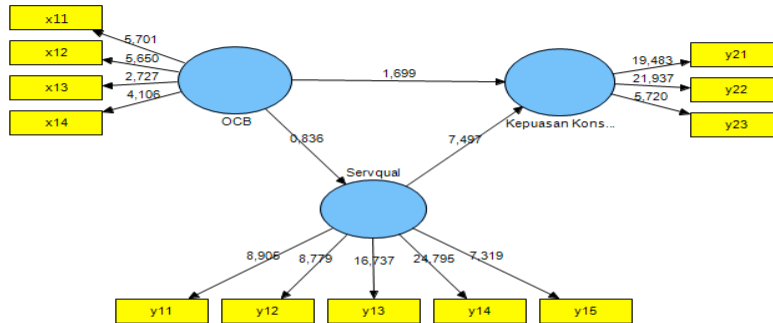 x11
5,701
x12
5,650
x13
2,727
x14
4,106
OCB
1,699
19,483
y21
21,937
y22
5,720
y23
Kepuasan Kons...
0,836
7,497
Servqual
8,905
8,779
16,737
24,795
7,319
y11
y12
y13
y14
y15